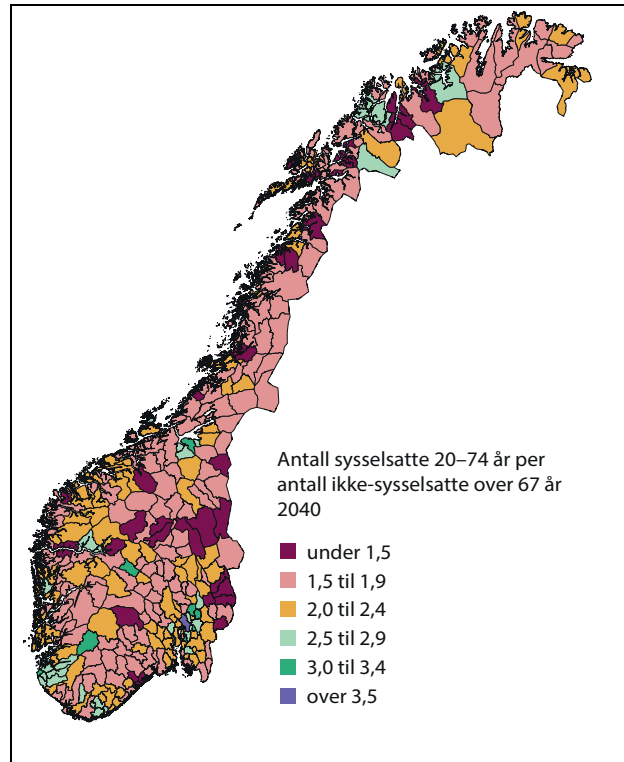 Antall sysselsatte 20–74 år per
antall ikke-sysselsatte over 67 år
2040
under 1,5
1,5 til 1,9
2,0 til 2,4
2,5 til 2,9
3,0 til 3,4
over 3,5